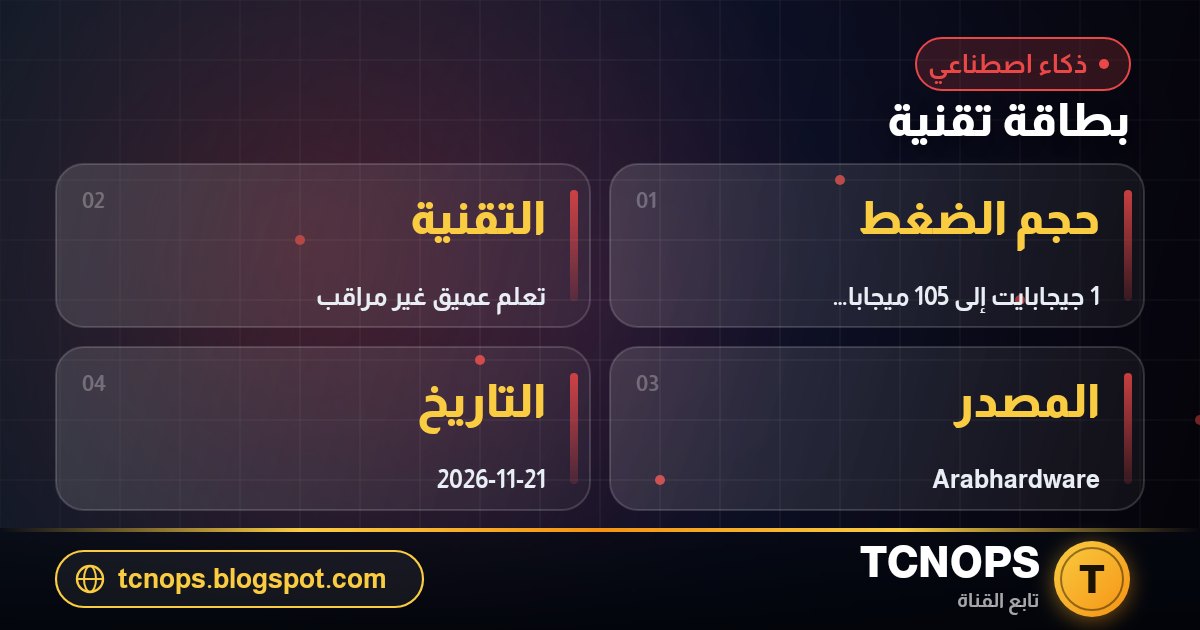 ذكاء اصطناعي
بطاقة تقنية
01
حجم الضغط
1 جيجابايت إلى 105 ميجابا...
02
التقنية
تعلم عميق غير مراقب
03
المصدر
Arabhardware
04
التاريخ
2026-11-21
TCNOPS
تابع القناة
T
tcnops.blogspot.com